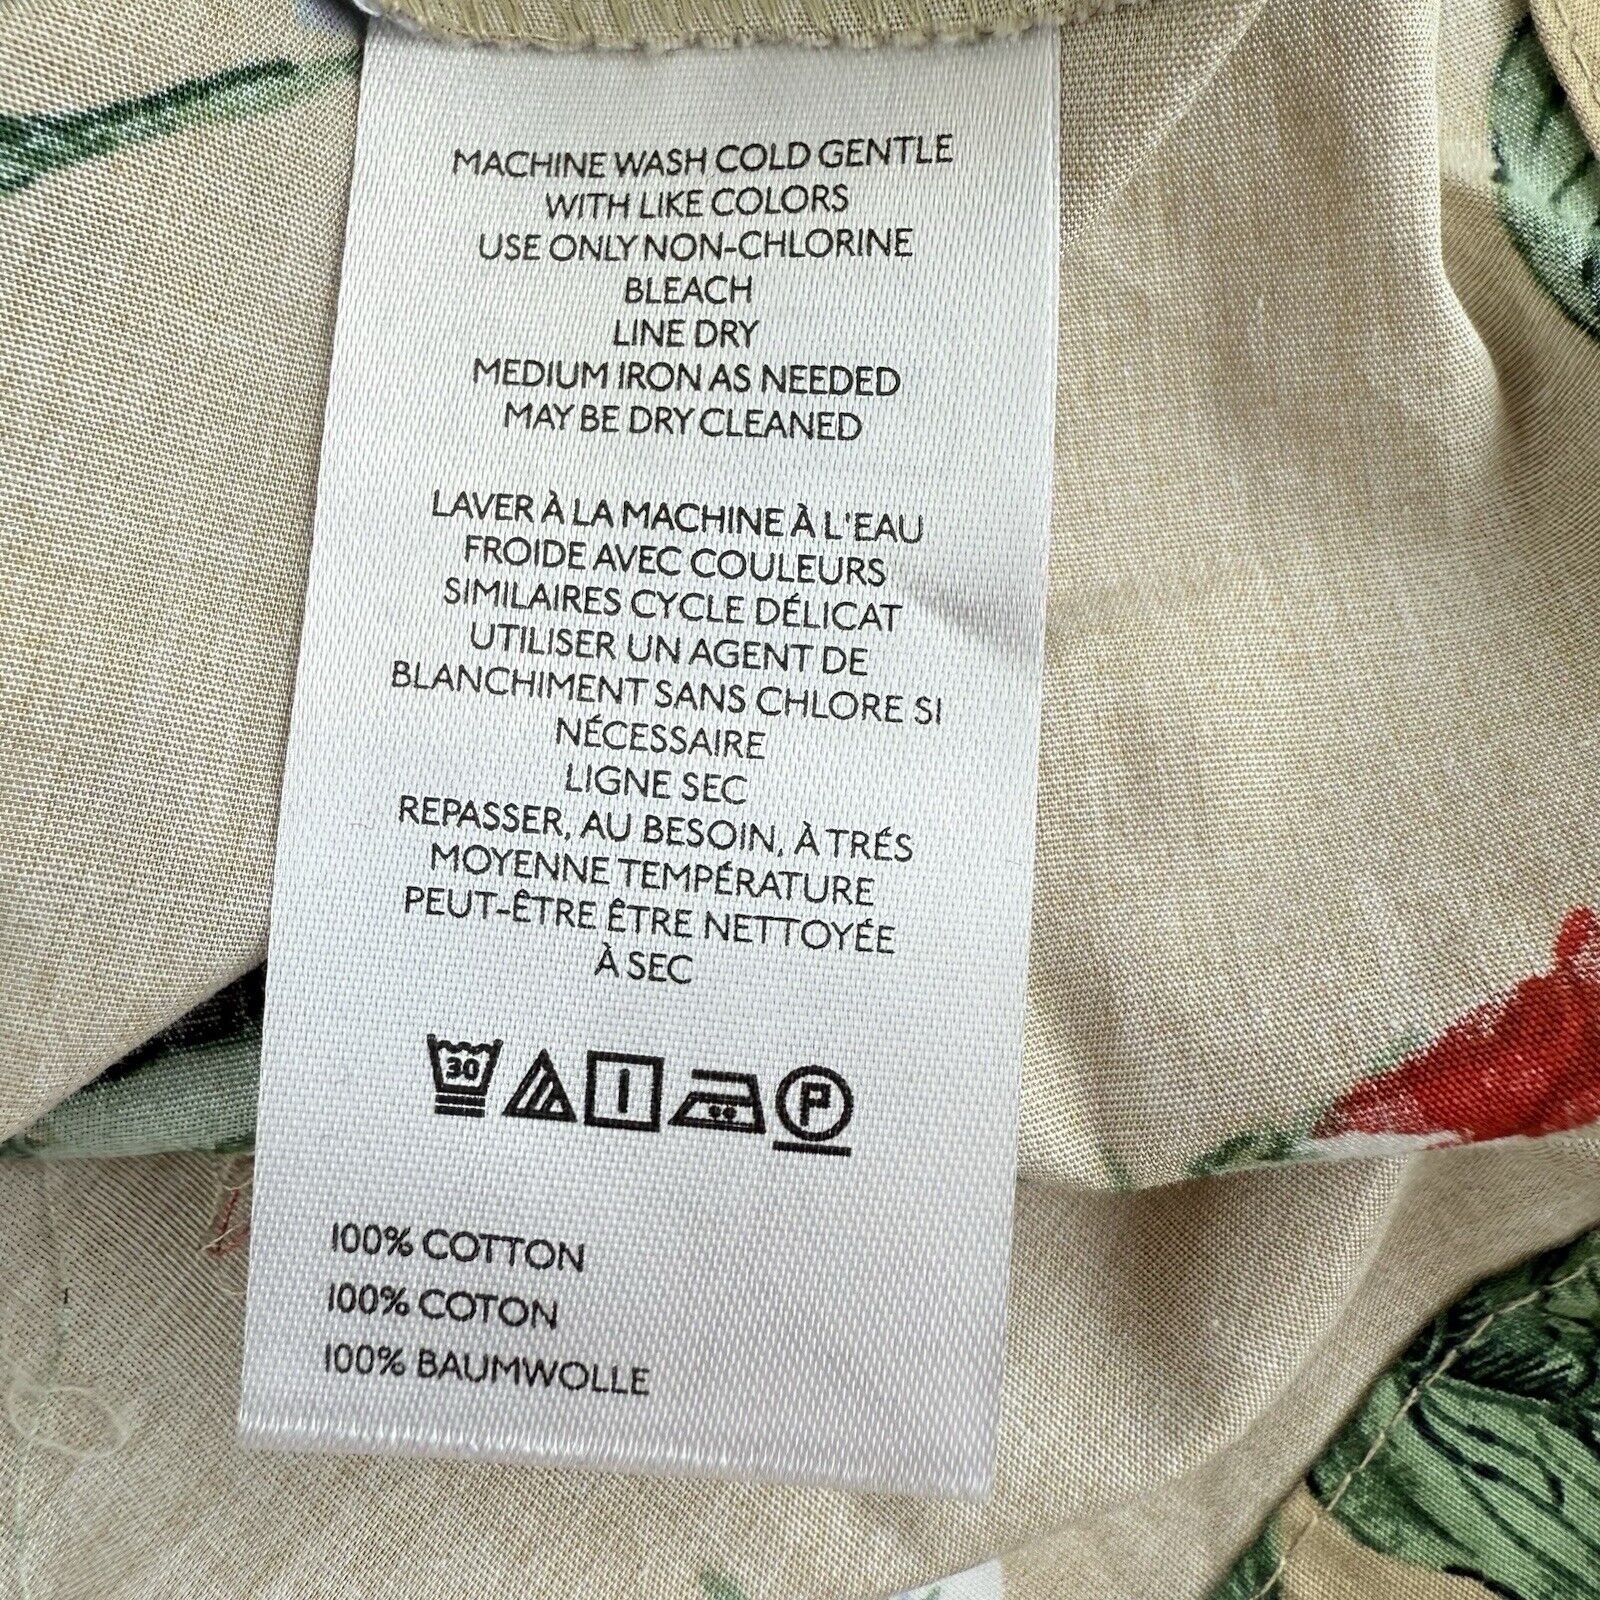 MACHINE WASH COLD GENTLE
WITH LIKE COLORS
USE ONLY NON-CHLORINE
BLEACH
LINE DRY
MEDIUM IRON AS NEEDED
MAY BE DRY CLEANED
LAVER À LA MACHINE À L'EAU
FROIDE AVEC COULEURS
SIMILAIRES CYCLE DÉLICAT
UTILISER UN AGENT DE
BLANCHIMENT SANS CHLORE SI
NÉCESSAIRE
LIGNE SEC
REPASSER, AU BESOIN, À TRÉS
MOYENNE TEMPÉRATURE
PEUT-ÊTRE ÊTRE NETTOYÉE
À SEC
30 P
100% COTTON
100% COTON
100% BAUMWOLLE